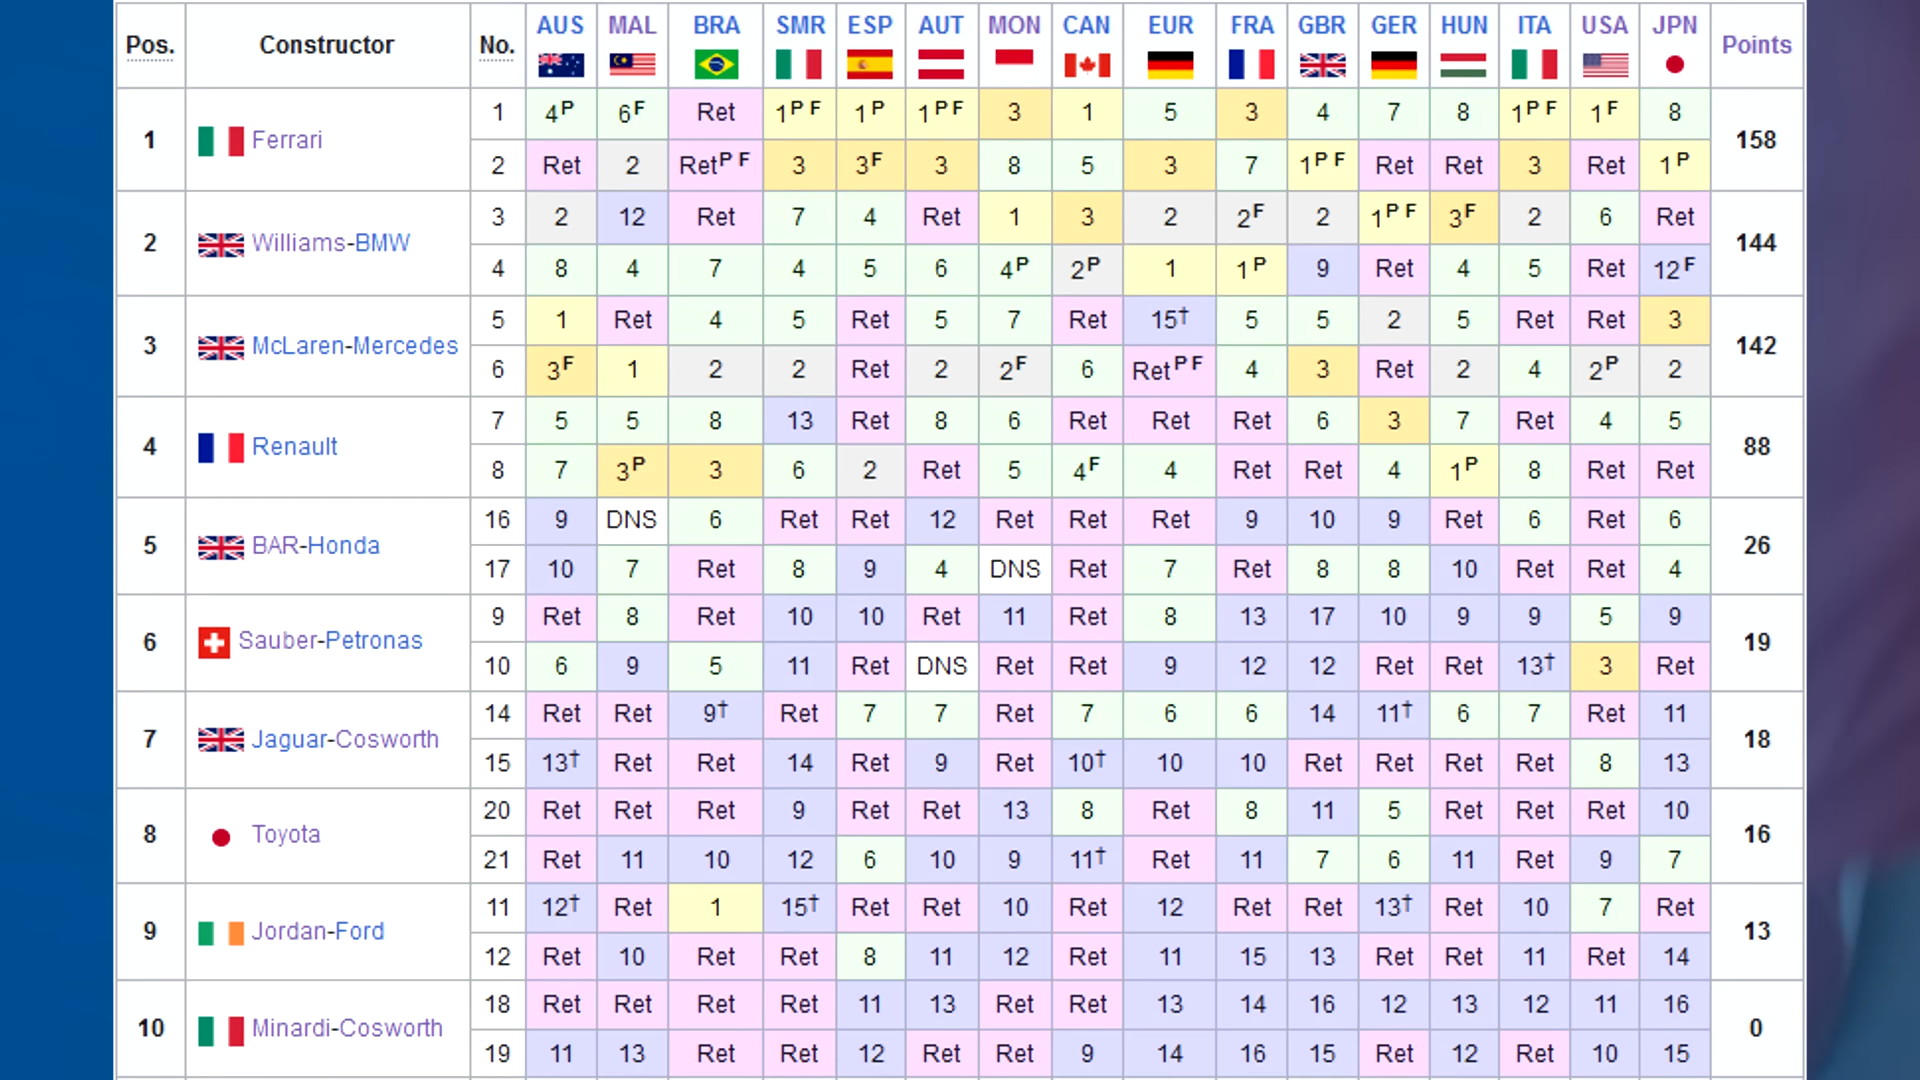 Pos. Constructor No. AUS MAL BRA SMR ESP AUT MON CAN EUR FRA GBR GER HUN ITA USA JPN Points
1 Ferrari 158
1 4P 6F Ret 1P F 1P 1P F 3 1 5 3 4 7 8 1P F 1F 8
2 Ret 2 RetP F 3 3F 3 8 5 3 7 1P F Ret Ret 3 Ret 1P
2 Williams-BMW 144
3 2 12 Ret 7 4 Ret 1 3 2 2F 2 1P F 3F 2 6 Ret
4 8 4 7 4 5 6 4P 2P 1 1P 9 Ret 4 5 Ret 12F
3 McLaren-Mercedes 142
5 1 Ret 4 5 Ret 5 7 Ret 15† 5 5 2 5 Ret Ret 3
6 3F 1 2 2 Ret 2 2F 6 RetP F 4 3 Ret 2 4 2P 2
4 Renault 88
7 5 5 8 13 Ret 8 6 Ret Ret Ret 6 3 7 Ret 4 5
8 7 3P 3 6 2 Ret 5 4F 4 Ret Ret 4 1P 8 Ret Ret
5 BAR-Honda 26
16 9 DNS 6 Ret Ret 12 Ret Ret Ret 9 10 9 Ret 6 Ret 6
17 10 7 Ret 8 9 4 DNS Ret 7 Ret 8 8 10 Ret Ret 4
6 Sauber-Petronas 19
9 Ret 8 Ret 10 10 Ret 11 Ret 8 13 17 10 9 9 5 9
10 6 9 5 11 Ret DNS Ret Ret 9 12 12 Ret Ret 13† 3 Ret
7 Jaguar-Cosworth 18
14 Ret Ret 9† Ret 7 7 Ret 7 6 6 14 11† 6 7 Ret 11
15 13† Ret Ret 14 Ret 9 Ret 10† 10 10 Ret Ret Ret Ret 8 13
8 Toyota 16
20 Ret Ret Ret 9 Ret Ret 13 8 Ret 8 11 5 Ret Ret Ret 10
21 Ret 11 10 12 6 10 9 11† Ret 11 7 6 11 Ret 9 7
9 Jordan-Ford 13
11 12† Ret 1 15† Ret Ret 10 Ret 12 Ret Ret 13† Ret 10 7 Ret
12 Ret 10 Ret Ret 8 11 12 Ret 11 15 13 Ret Ret 11 Ret 14
10 Minardi-Cosworth 0
18 Ret Ret Ret Ret 11 13 Ret Ret 13 14 16 12 13 12 11 16
19 11 13 Ret Ret 12 Ret Ret 9 14 16 15 Ret 12 Ret 10 15